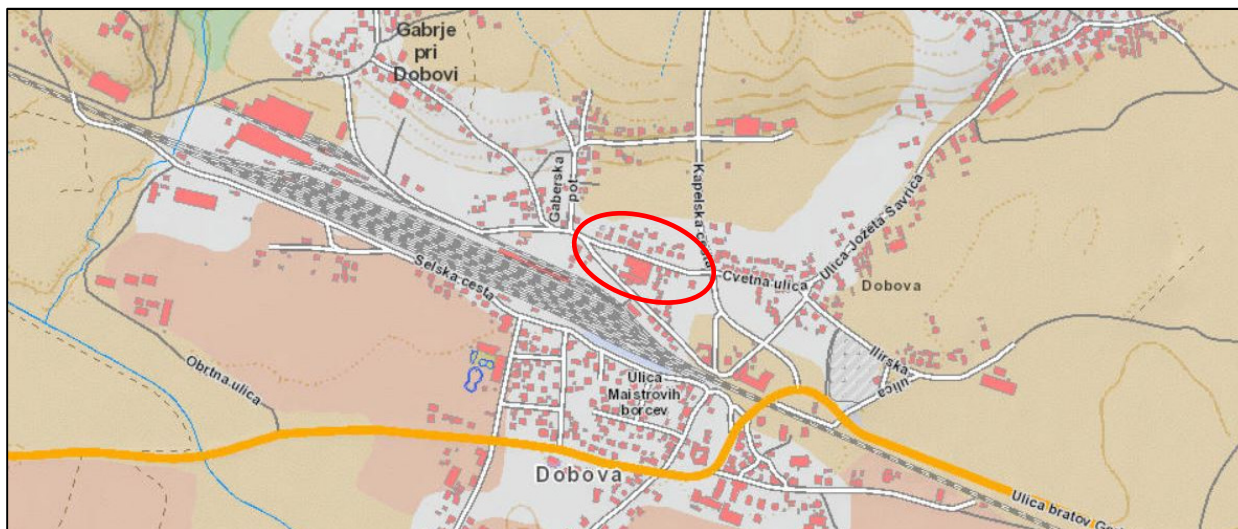 Gabrje
pri
Dobovi
Gaberska
pot
Kapelska cesta
Ulica Jožeta Savriča
Cvetna ulica
Dobova
Selska cesta
Ilirska
ulica
Obrtna ulica
Ulica
Maistrovih
borcev
Dobova
Ulica bratov